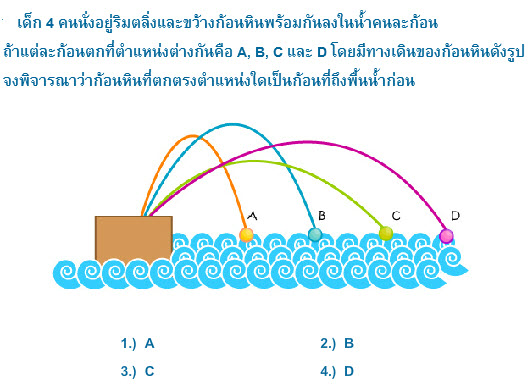 เด็ก 4 คนนั่งอยู่ริมตลิ่งและขว้างก้อนหินพร้อมกันลงในน้ำคนละก้อน
ถ้าแต่ละก้อนตกที่ตำแหน่งต่างกันคือ A, B, C และ D โดยมีทางเดินของก้อนหินดังรูป
จงพิจารณาว่าก้อนหินที่ตกตรงตำแหน่งใดเป็นก้อนที่ถึงพื้นน้ำก่อน
A B C D
1.) A 2.) B
3.) C 4.) D